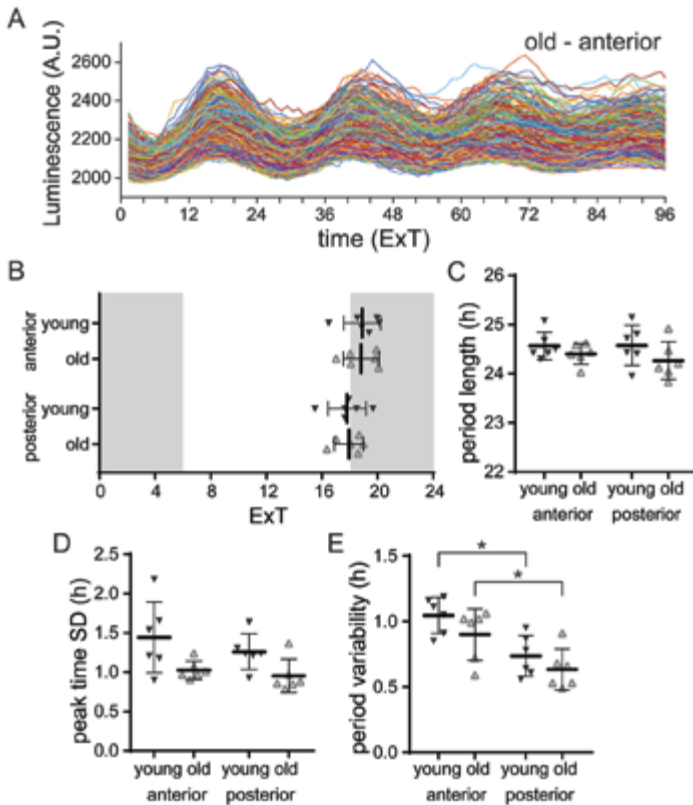 A
old - anterior
Luminescence (A.U.)
2600
2400
2200
2000
0 12 24 36 48 60 72 84 96
time (ExT)
B
anterior
young
old
posterior
young
old
0 4 8 12 16 20 24
ExT
C
period length (h)
26
25
24
23
22
young old young old
anterior posterior
D
peak time SD (h)
2.5
2.0
1.5
1.0
0.5
0.0
young old young old
anterior posterior
E
period variability (h)
1.5
1.0
0.5
0.0
* *
young old young old
anterior posterior